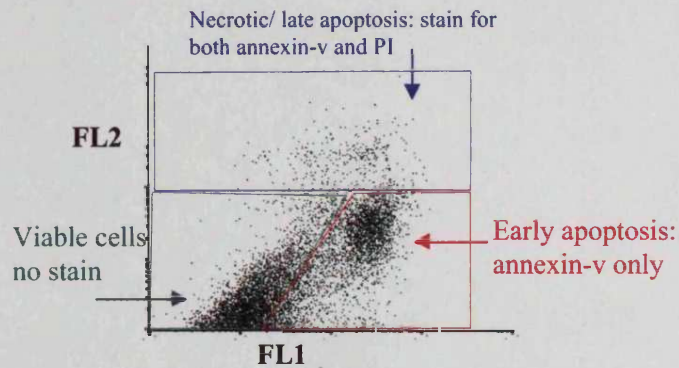 Necrotic/ late apoptosis: stain for
both annexin-v and PI
FL2
Viable cells
no stain
Early apoptosis:
annexin-v only
FL1